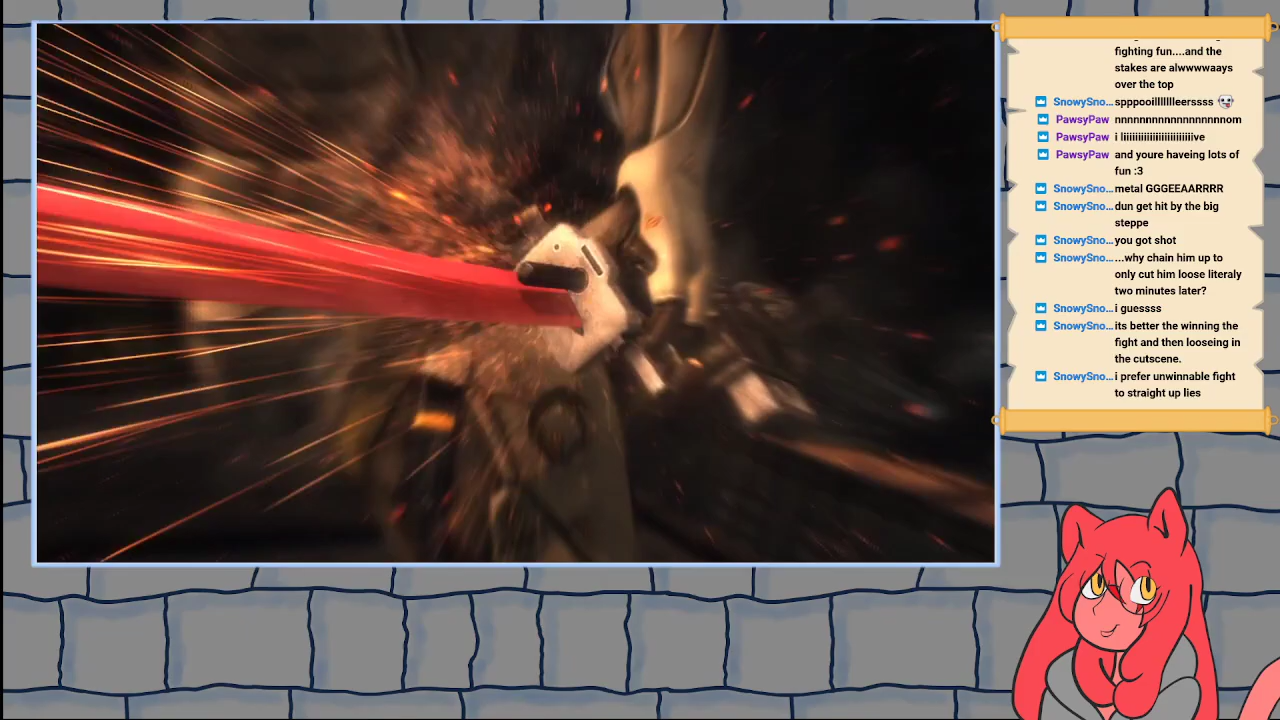 fighting fun....and the
stakes are alwwwwaays
over the top
SnowySno... spppooillllllleerssss
PawsyPaw nnnnnnnnnnnnnnnnnnom
PawsyPaw i liiiiiiiiiiiiiiiiiiiiiiiiive
PawsyPaw and youre haveing lots of
fun :3
SnowySno... metal GGGEEAARRRR
SnowySno... dun get hit by the big
steppe
SnowySno... you got shot
SnowySno... ...why chain him up to
only cut him loose literaly
two minutes later?
SnowySno... i guessss
SnowySno... its better the winning the
fight and then looseing in
the cutscene.
SnowySno... i prefer unwinnable fight
to straight up lies